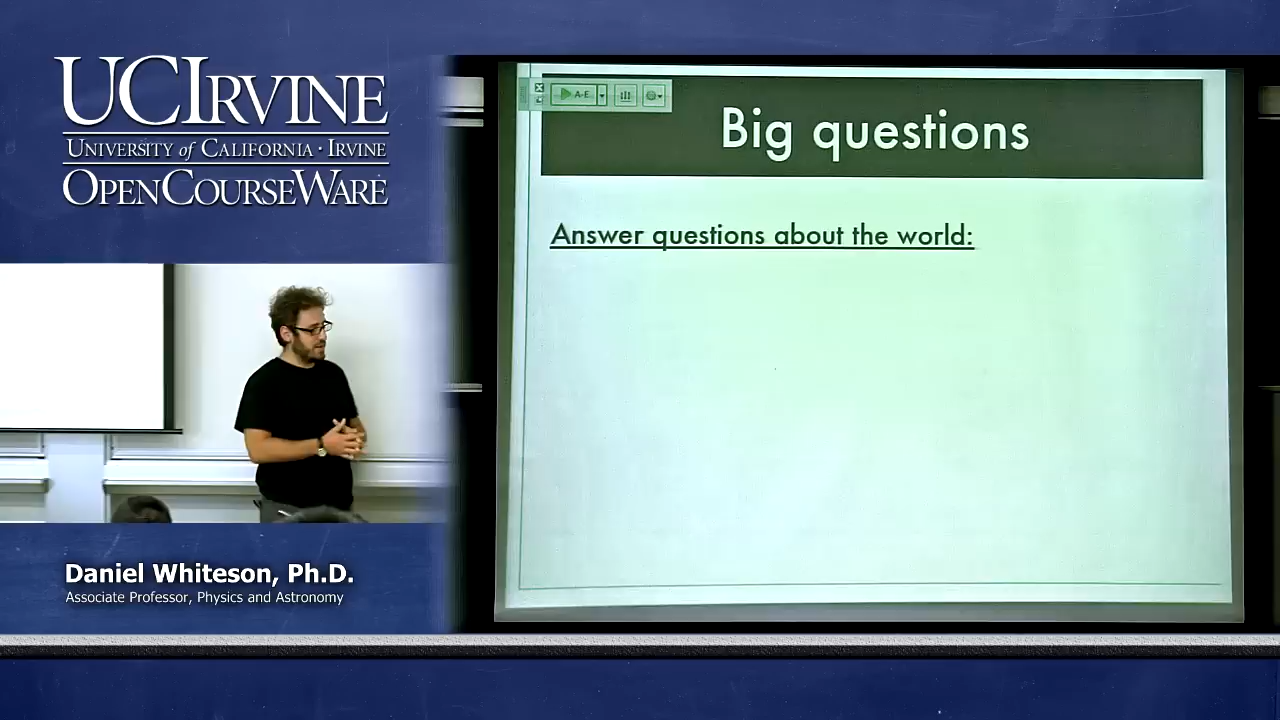 UCIRVINE
UNIVERSITY of CALIFORNIA · IRVINE
OPENCOURSEWARE
A-E
Big questions
Answer questions about the world:
Daniel Whiteson, Ph.D.
Associate Professor, Physics and Astronomy